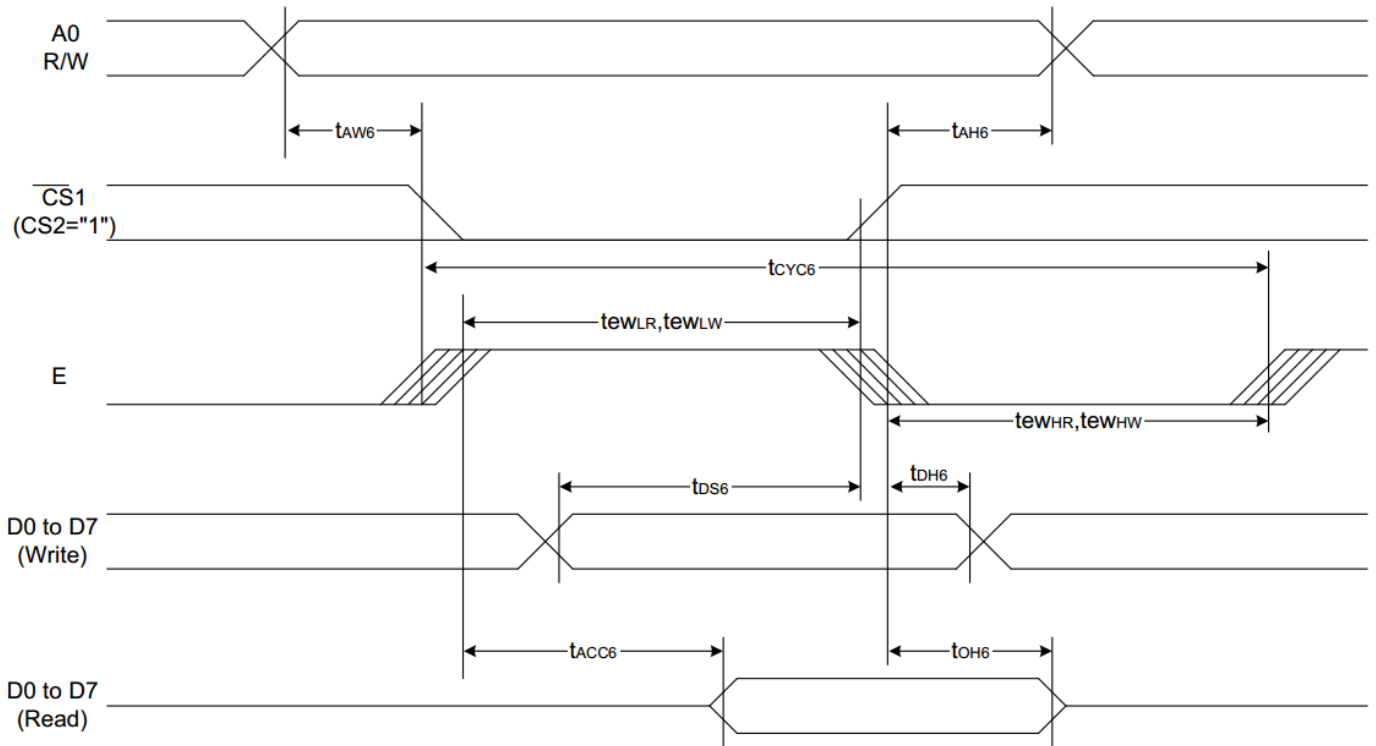 A0
R/W
tAW6
tAH6
CS1
(CS2="1")
tCYC6
tewLR,tewLW
E
tewHR,tewHW
tDS6
tDH6
D0 to D7
(Write)
tACC6
tOH6
D0 to D7
(Read)